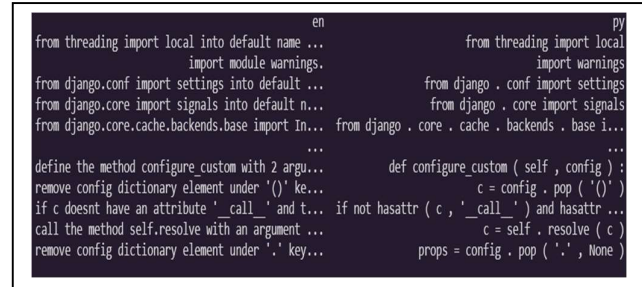 en py
from threading import local into default name ... from threading import local
import module warnings. import warnings
from django.conf import settings into default ... from django . conf import settings
from django.core import signals into default n... from django . core import signals
from django.core.cache.backends.base import In... from django . core . cache . backends . base i...
... ...
define the method configure_custom with 2 argu... def configure_custom ( self , config ) :
remove config dictionary element under '()' ke... c = config . pop ( '()' )
if c doesnt have an attribute '__call__' and t... if not hasattr ( c , '__call__' ) and hasattr ...
call the method self.resolve with an argument ... c = self . resolve ( c )
remove config dictionary element under '.' key... props = config . pop ( '.' , None )